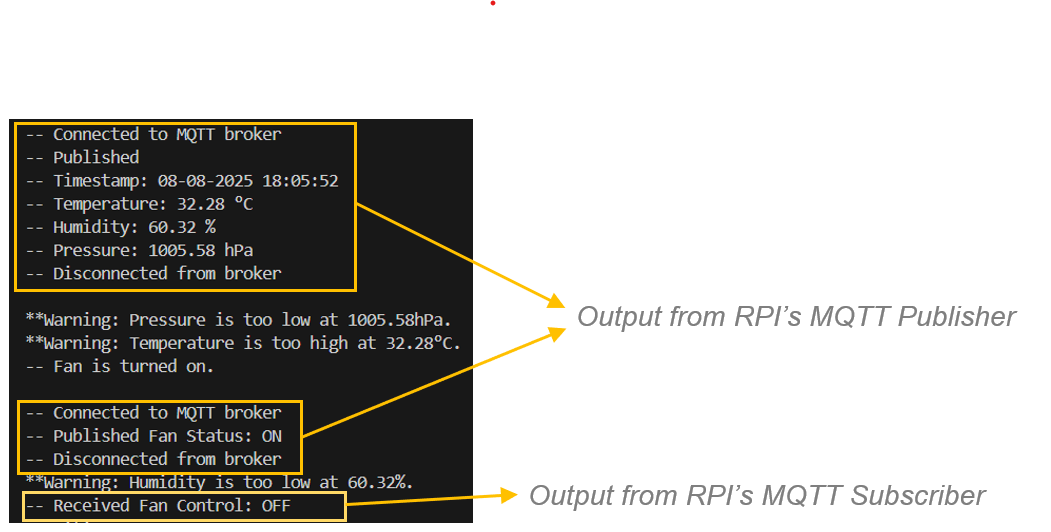 -- Connected to MQTT broker
-- Published
-- Timestamp: 08-08-2025 18:05:52
-- Temperature: 32.28 °C
-- Humidity: 60.32 %
-- Pressure: 1005.58 hPa
-- Disconnected from broker
**Warning: Pressure is too low at 1005.58hPa.
**Warning: Temperature is too high at 32.28°C.
-- Fan is turned on.
-- Connected to MQTT broker
-- Published Fan Status: ON
-- Disconnected from broker
**Warning: Humidity is too low at 60.32%.
-- Received Fan Control: OFF
Output from RPI’s MQTT Publisher
Output from RPI’s MQTT Subscriber